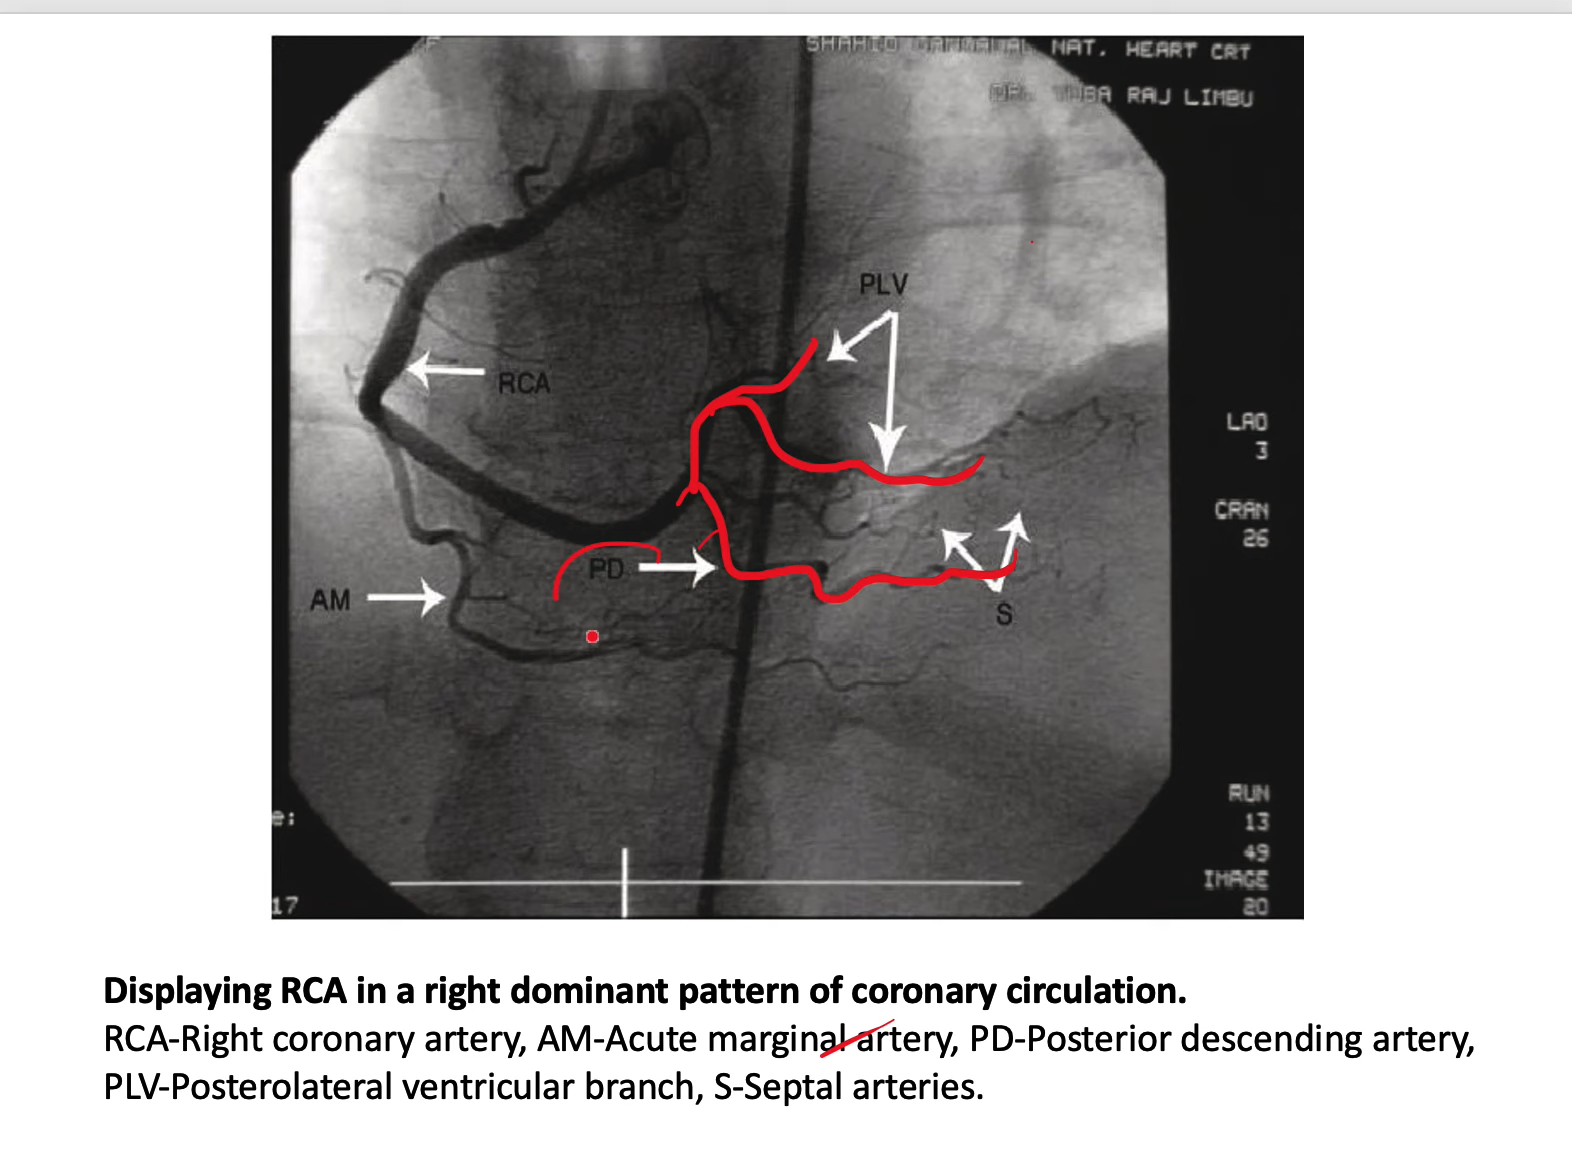 NAT. HEART CRT
RAJ LIMBU
PLV
RCA
LAO
3
CRAN
26
PD
AM
S
RUN
13
49
IMAGE
20
e:
17
Displaying RCA in a right dominant pattern of coronary circulation.
RCA-Right coronary artery, AM-Acute marginal artery, PD-Posterior descending artery,
PLV-Posterolateral ventricular branch, S-Septal arteries.